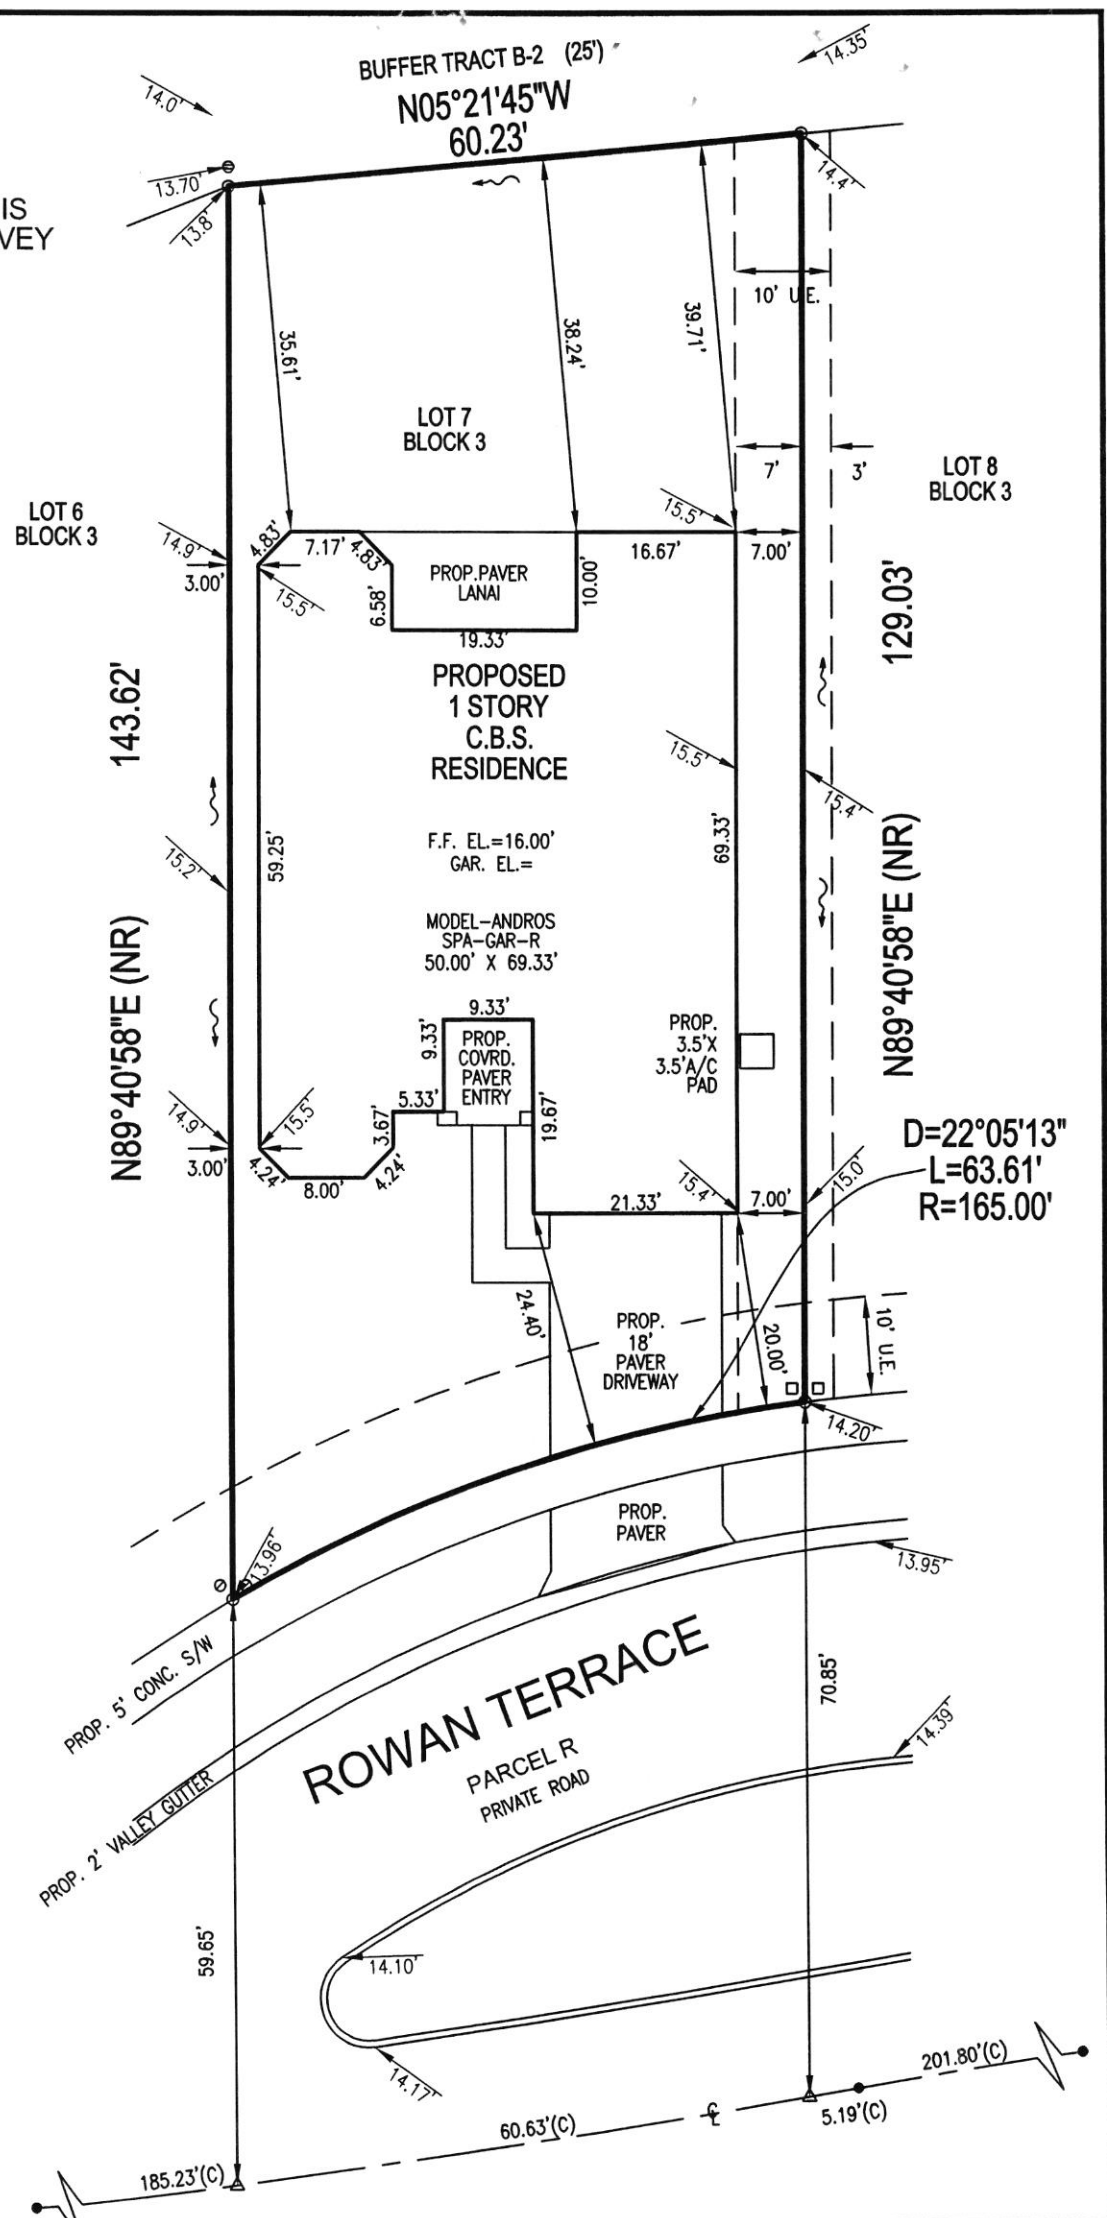 BUFFER TRACT B-2 (25')
N05°21'45"W
60.23'
14.35'
14.0'
13.70'
13.8'
14.4'
IS
VEY
10' U.E.
35.61'
38.24'
39.71'
LOT 7
BLOCK 3
7'
3'
LOT 8
BLOCK 3
LOT 6
BLOCK 3
14.9'
3.00'
4.83'
7.17'
4.83'
15.5'
16.67'
7.00'
15.5'
6.58'
PROP.PAVER
LANAI
10.00'
19.33'
129.03'
143.62'
PROPOSED
1 STORY
C.B.S.
RESIDENCE
15.5'
15.4'
59.25'
69.33'
15.2'
F.F. EL.=16.00'
GAR. EL.=
MODEL-ANDROS
SPA-GAR-R
50.00' X 69.33'
N89°40'58"E (NR)
N89°40'58"E (NR)
9.33'
9.33'
PROP.
COVRD.
PAVER
ENTRY
PROP.
3.5'X
3.5'A/C
PAD
5.33'
3.67'
19.67'
14.9'
3.00'
15.5'
4.24'
8.00'
4.24'
21.33'
15.4'
7.00'
15.0'
D=22°05'13"
L=63.61'
R=165.00'
24.40'
PROP.
18'
PAVER
DRIVEWAY
20.00'
10' U.E.
14.20'
13.96'
PROP.
PAVER
13.95'
PROP. 5' CONC. S/W
PROP. 2' VALLEY GUTTER
ROWAN TERRACE
PARCEL R
PRIVATE ROAD
70.85'
14.39'
59.65'
14.10'
14.17'
201.80'(C)
5.19'(C)
60.63'(C)
185.23'(C)